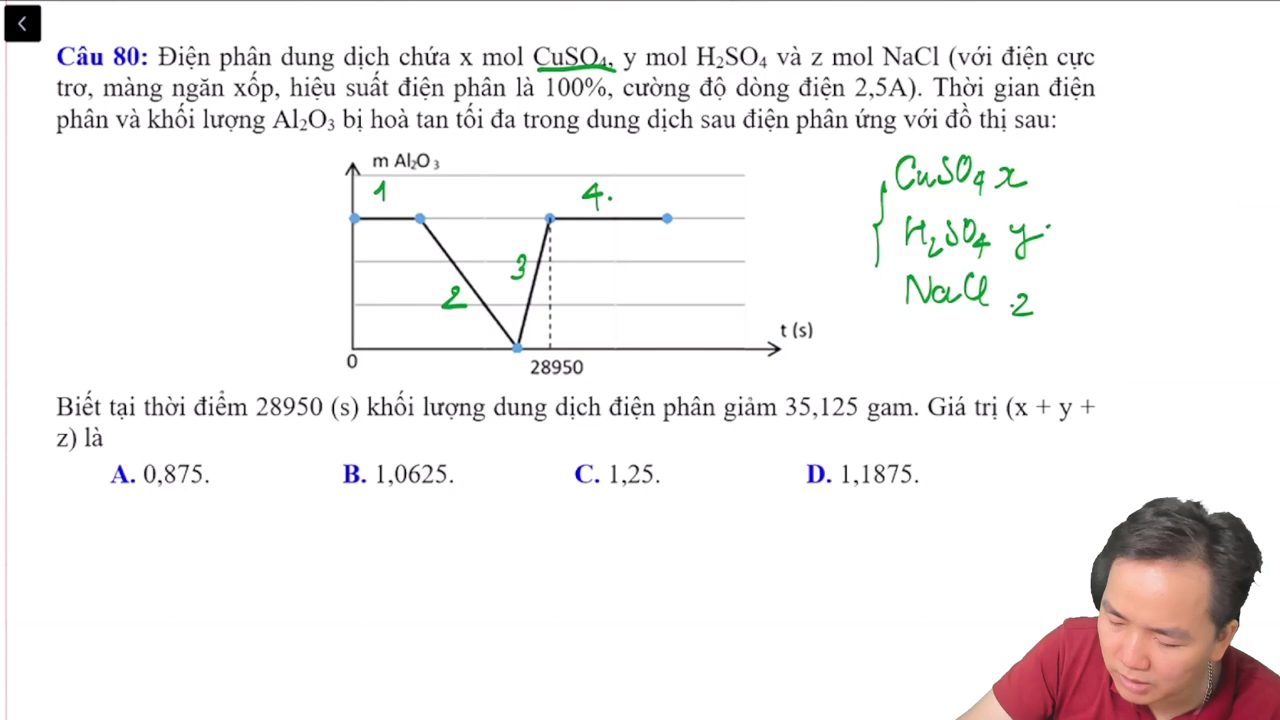 Câu 80: Điện phân dung dịch chứa x mol CuSO₄, y mol H₂SO₄ và z mol NaCl (với điện cực
trơ, màng ngăn xốp, hiệu suất điện phân là 100%, cường độ dòng điện 2,5A). Thời gian điện
phân và khối lượng Al₂O₃ bị hoà tan tối đa trong dung dịch sau điện phân ứng với đồ thị sau:
m Al₂O₃
1
4.
3
2
t (s)
0
28950
CuSO₄ x
H₂SO₄ y
NaCl z
Biết tại thời điểm 28950 (s) khối lượng dung dịch điện phân giảm 35,125 gam. Giá trị (x + y +
z) là
A. 0,875.
B. 1,0625.
C. 1,25.
D. 1,1875.